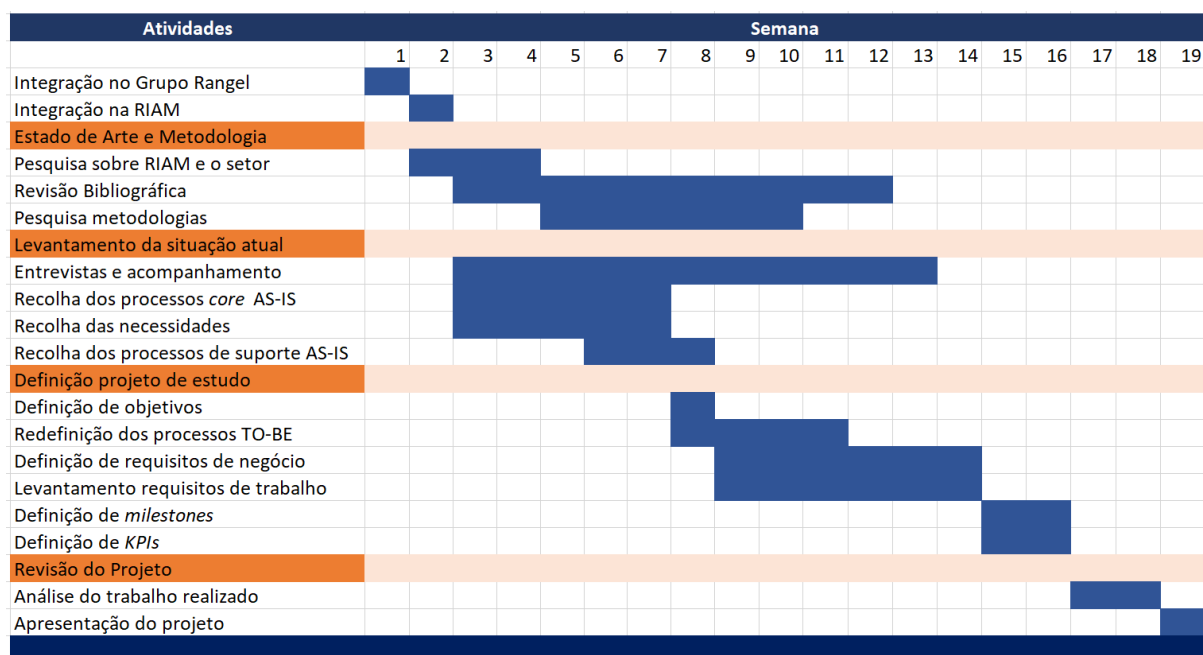 Atividades Semana
1 2 3 4 5 6 7 8 9 10 11 12 13 14 15 16 17 18 19
Integração no Grupo Rangel
Integração na RIAM
Estado de Arte e Metodologia
Pesquisa sobre RIAM e o setor
Revisão Bibliográfica
Pesquisa metodologias
Levantamento da situação atual
Entrevistas e acompanhamento
Recolha dos processos core AS-IS
Recolha das necessidades
Recolha dos processos de suporte AS-IS
Definição projeto de estudo
Definição de objetivos
Redefinição dos processos TO-BE
Definição de requisitos de negócio
Levantamento requisitos de trabalho
Definição de milestones
Definição de KPIs
Revisão do Projeto
Análise do trabalho realizado
Apresentação do projeto